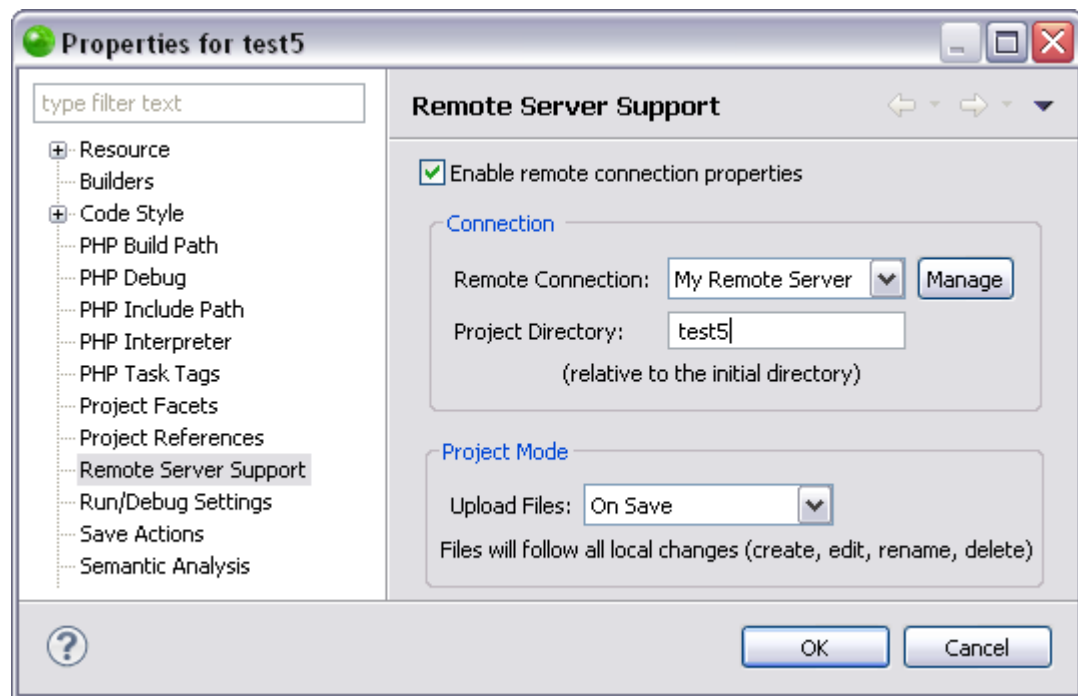 Properties for test5
type filter text
Resource
Builders
Code Style
PHP Build Path
PHP Debug
PHP Include Path
PHP Interpreter
PHP Task Tags
Project Facets
Project References
Remote Server Support
Run/Debug Settings
Save Actions
Semantic Analysis
Remote Server Support
Enable remote connection properties
Connection
Remote Connection: My Remote Server Manage
Project Directory: test5
(relative to the initial directory)
Project Mode
Upload Files: On Save
Files will follow all local changes (create, edit, rename, delete)
? OK Cancel